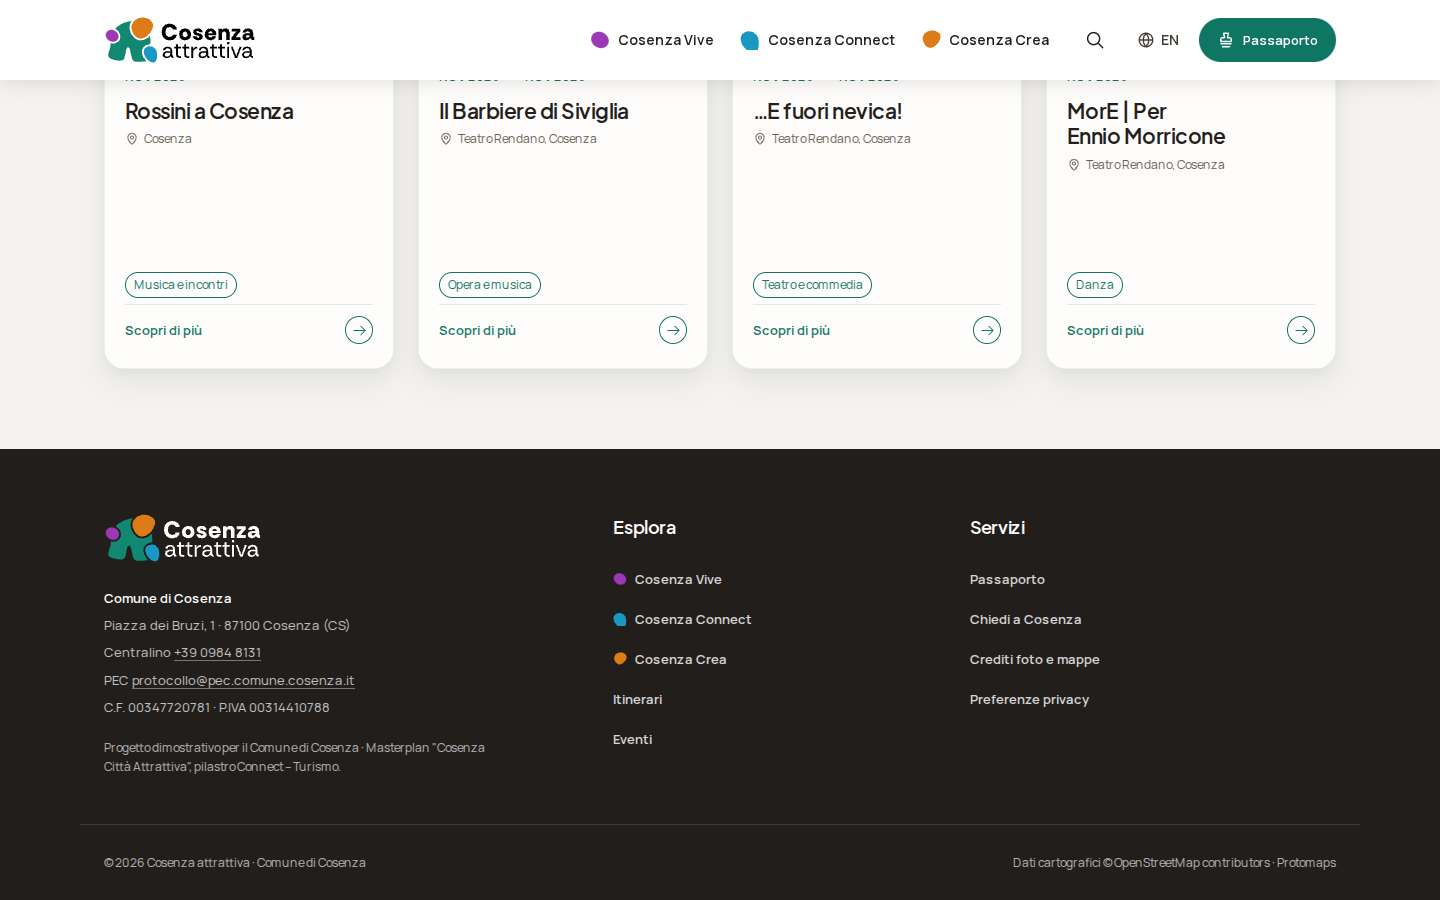 Cosenza
attrattiva
Cosenza Vive
Cosenza Connect
Cosenza Crea
EN
Passaporto
Rossini a Cosenza
Cosenza
Musica e incontri
Scopri di più
Il Barbiere di Siviglia
Teatro Rendano, Cosenza
Opera e musica
Scopri di più
...E fuori nevica!
Teatro Rendano, Cosenza
Teatro e commedia
Scopri di più
MorE | Per
Ennio Morricone
Teatro Rendano, Cosenza
Danza
Scopri di più
Cosenza
attrattiva
Comune di Cosenza
Piazza dei Bruzi, 1 · 87100 Cosenza (CS)
Centralino +39 0984 8131
PEC protocollo@pec.comune.cosenza.it
C.F. 00347720781 · P.IVA 00314410788
Progetto dimostrativo per il Comune di Cosenza · Masterplan "Cosenza
Città Attrattiva", pilastro Connect – Turismo.
Esplora
Cosenza Vive
Cosenza Connect
Cosenza Crea
Itinerari
Eventi
Servizi
Passaporto
Chiedi a Cosenza
Crediti foto e mappe
Preferenze privacy
© 2026 Cosenza attrattiva · Comune di Cosenza
Dati cartografici © OpenStreetMap contributors · Protomaps